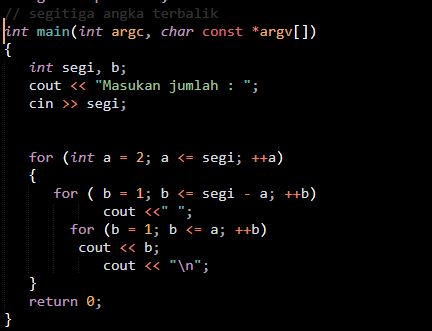 // segitiga angka terbalik
int main(int argc, char const *argv[])
{
int segi, b;
cout << "Masukan jumlah : ";
cin >> segi;
for (int a = 2; a <= segi; ++a)
{
for ( b = 1; b <= segi - a; ++b)
cout <<" ";
for (b = 1; b <= a; ++b)
cout << b;
cout << "\n";
}
return 0;
}